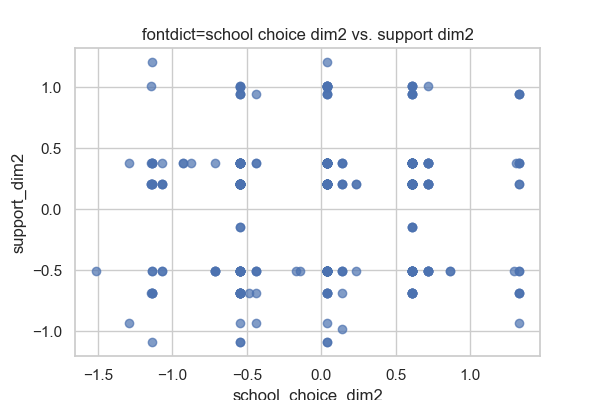 fontdict=school choice dim2 vs. support dim2
1.0
0.5
0.0
−0.5
−1.0
support_dim2
−1.5 −1.0 −0.5 0.0 0.5 1.0
school_choice_dim2